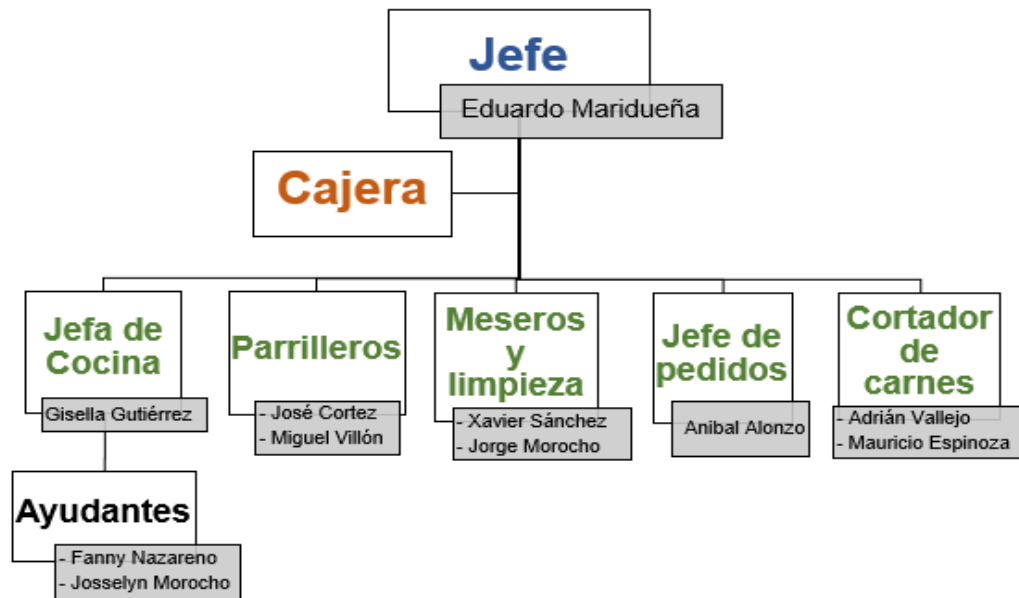 Jefe
Eduardo Maridueña
Cajera
Jefa de
Cocina
Gisella Gutiérrez
Parrilleros
- José Cortez
- Miguel Villón
Meseros
y
limpieza
- Xavier Sánchez
- Jorge Morocho
Jefe de
pedidos
Anibal Alonzo
Cortador
de
carnes
- Adrián Vallejo
- Mauricio Espinoza
Ayudantes
- Fanny Nazareno
- Josselyn Morocho